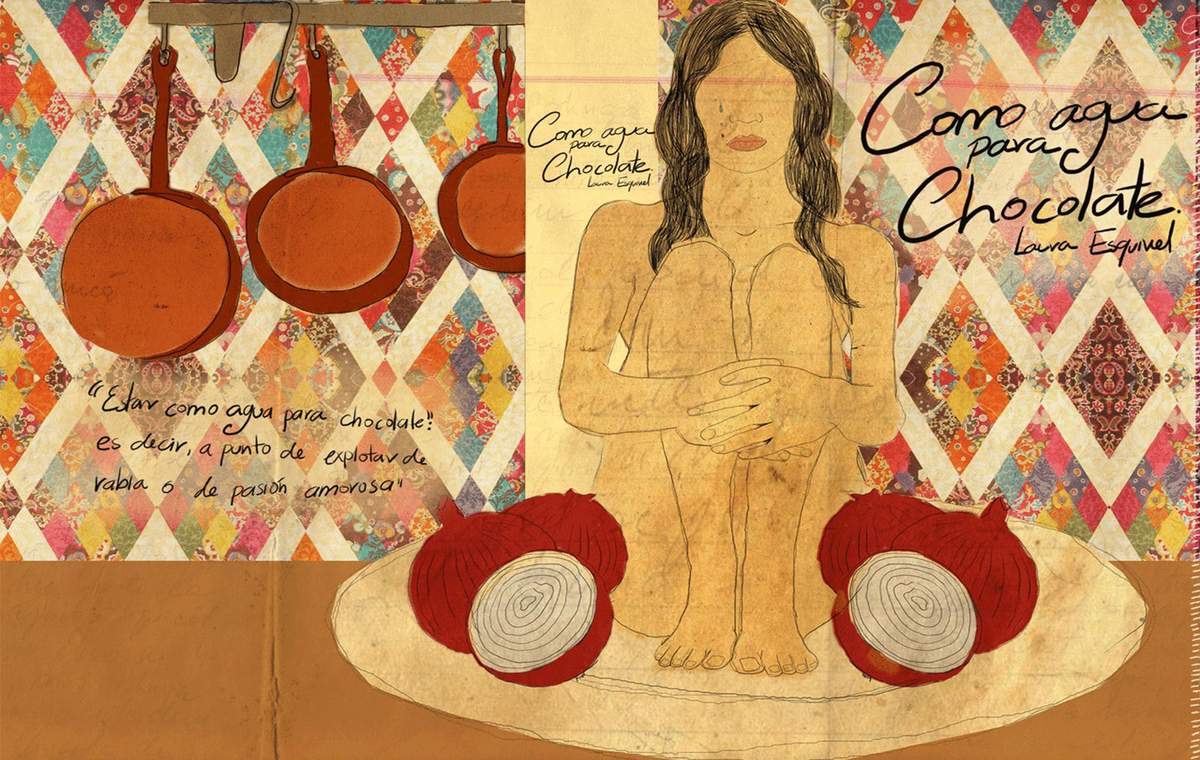 "Estar como agua para chocolate"
es decir, a punto de explotar de
rabia o de pasión amorosa"
Como agua
para
Chocolate.
Laura Esquivel
Como agua
para
Chocolate.
Laura Esquivel